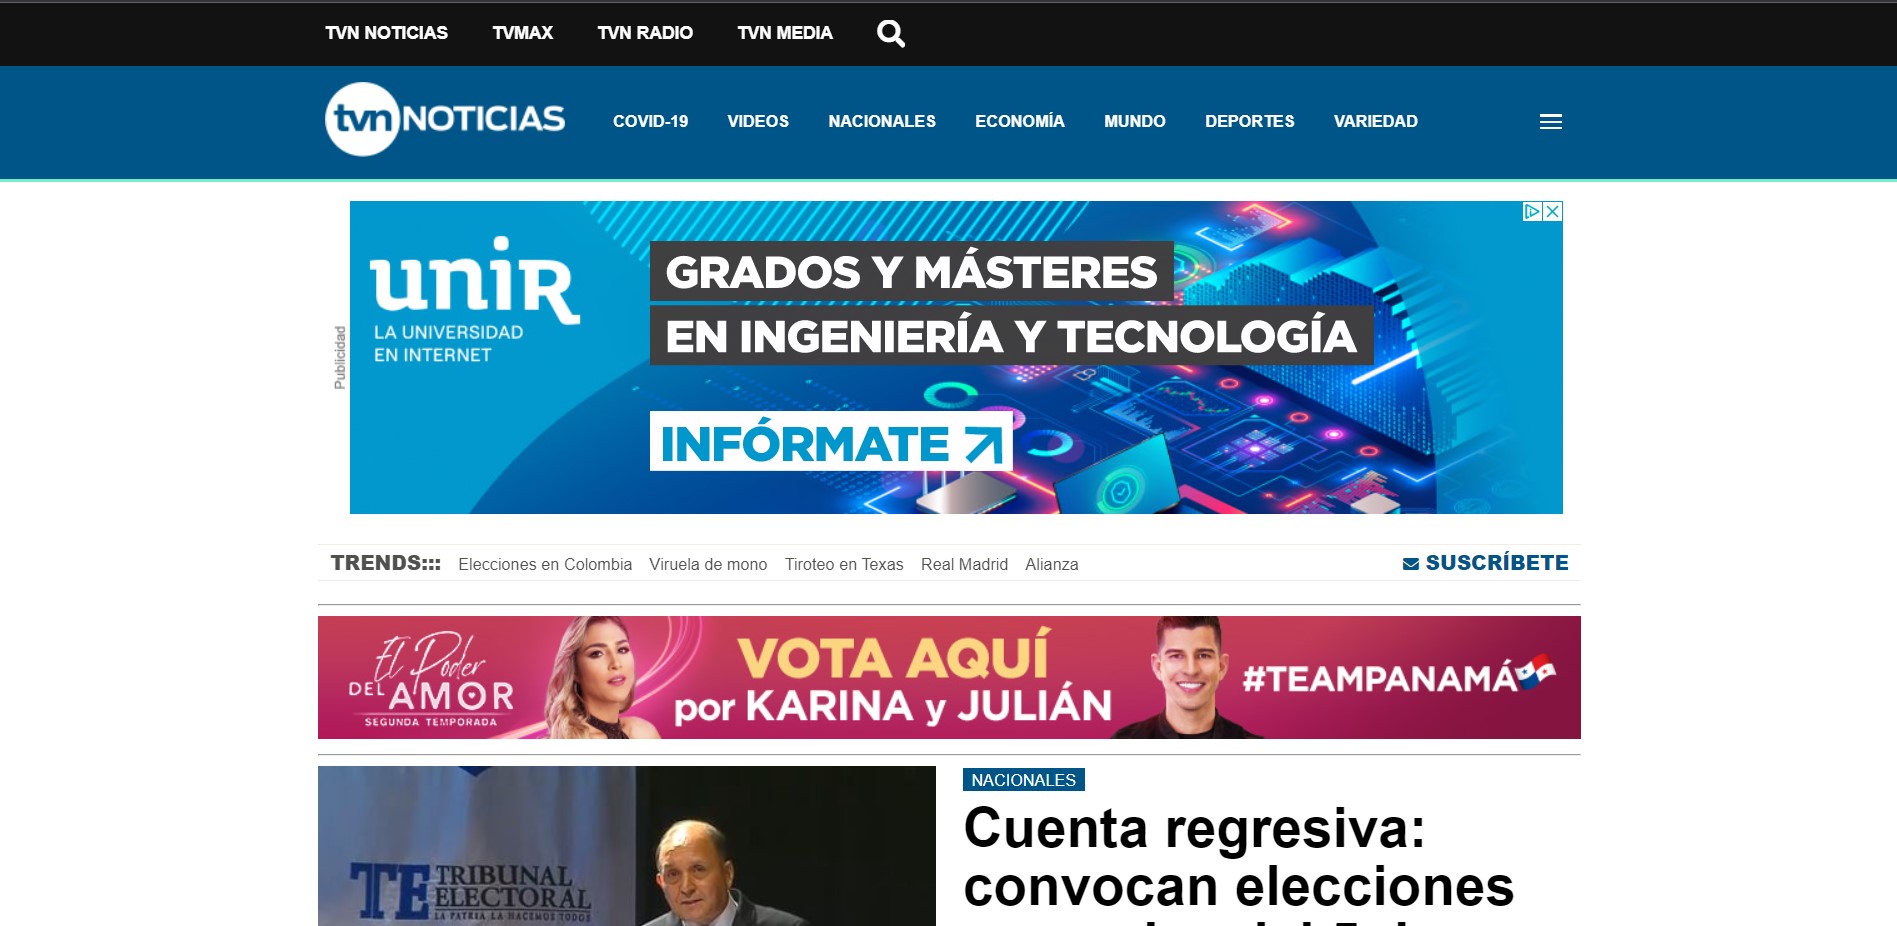 TVN NOTICIAS TVMAX TVN RADIO TVN MEDIA
tvn NOTICIAS
COVID-19 VIDEOS NACIONALES ECONOMÍA MUNDO DEPORTES VARIEDAD
Publicidad
unir
LA UNIVERSIDAD
EN INTERNET
GRADOS Y MÁSTERES
EN INGENIERÍA Y TECNOLOGÍA
INFÓRMATE
TRENDS::: Elecciones en Colombia Viruela de mono Tiroteo en Texas Real Madrid Alianza SUSCRÍBETE
El Poder
DEL AMOR
SEGUNDA TEMPORADA
VOTA AQUÍ
por KARINA y JULIÁN
#TEAMPANAMÁ
TE TRIBUNAL
ELECTORAL
LA PATRIA LA HACEMOS TODOS
NACIONALES
Cuenta regresiva:
convocan elecciones